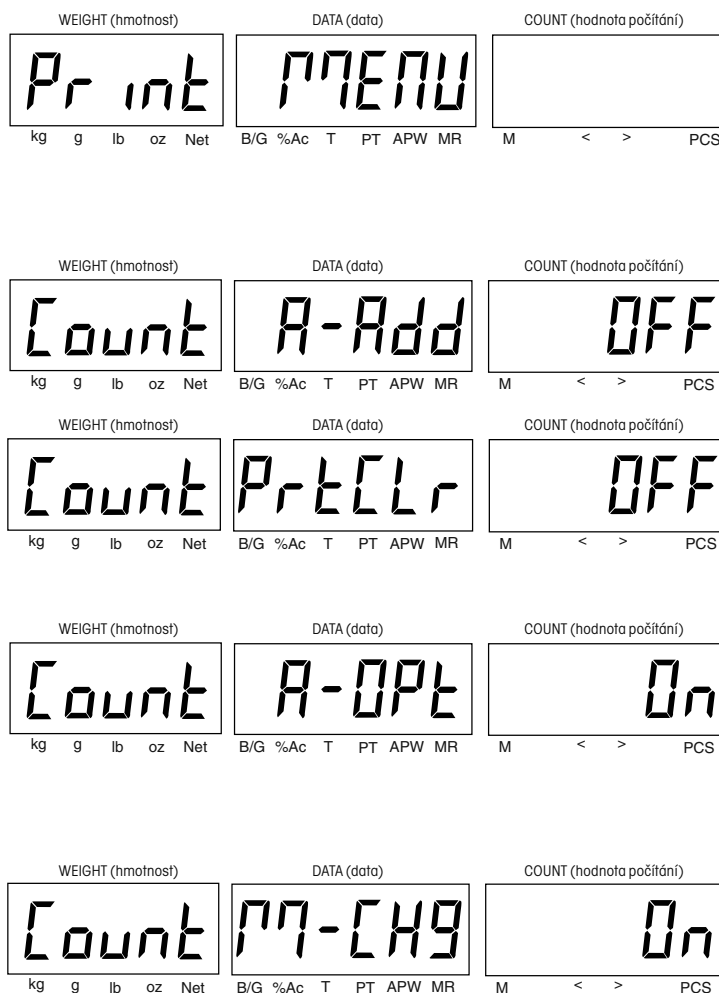 WEIGHT (hmotnost) DATA (data) COUNT (hodnota počítání)
Print MENU
kg g lb oz Net B/G %Ac T PT APW MR M < > PCS
WEIGHT (hmotnost) DATA (data) COUNT (hodnota počítání)
Count A-Add OFF
kg g lb oz Net B/G %Ac T PT APW MR M < > PCS
WEIGHT (hmotnost) DATA (data) COUNT (hodnota počítání)
Count PrtCLr OFF
kg g lb oz Net B/G %Ac T PT APW MR M < > PCS
WEIGHT (hmotnost) DATA (data) COUNT (hodnota počítání)
Count A-OPt On
kg g lb oz Net B/G %Ac T PT APW MR M < > PCS
WEIGHT (hmotnost) DATA (data) COUNT (hodnota počítání)
Count M-CHg On
kg g lb oz Net B/G %Ac T PT APW MR M < > PCS